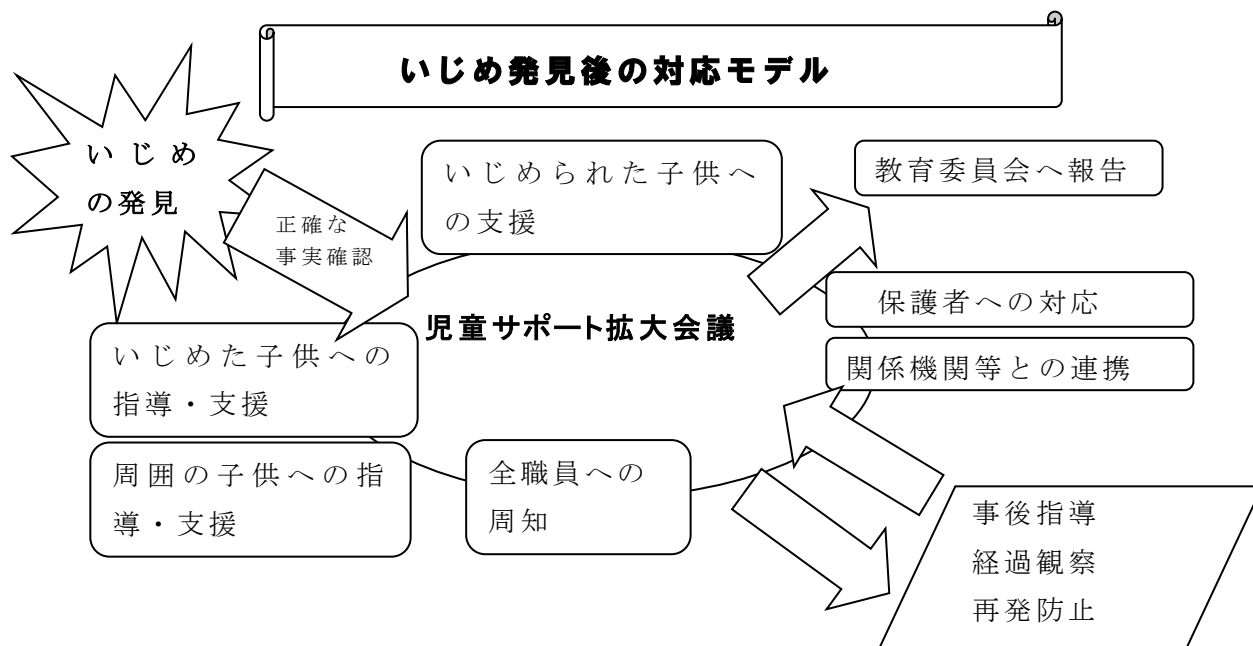 いじめ発見後の対応モデル
いじめ
の発見
正確な
事実確認
いじめられた子供へ
の支援
教育委員会へ報告
保護者への対応
関係機関等との連携
児童サポート拡大会議
いじめた子供への
指導・支援
周囲の子供への指
導・支援
全職員への
周知
事後指導
経過観察
再発防止